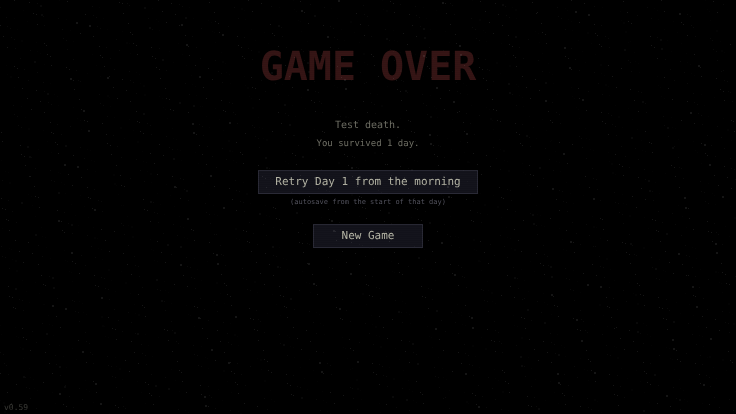 GAME OVER
Test death.
You survived 1 day.
Retry Day 1 from the morning
(autosave from the start of that day)
New Game
v0.59